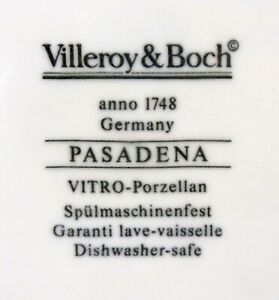 Villeroy & Boch©
anno 1748
Germany
PASADENA
VITRO-Porzellan
Spülmaschinenfest
Garanti lave-vaisselle
Dishwasher-safe